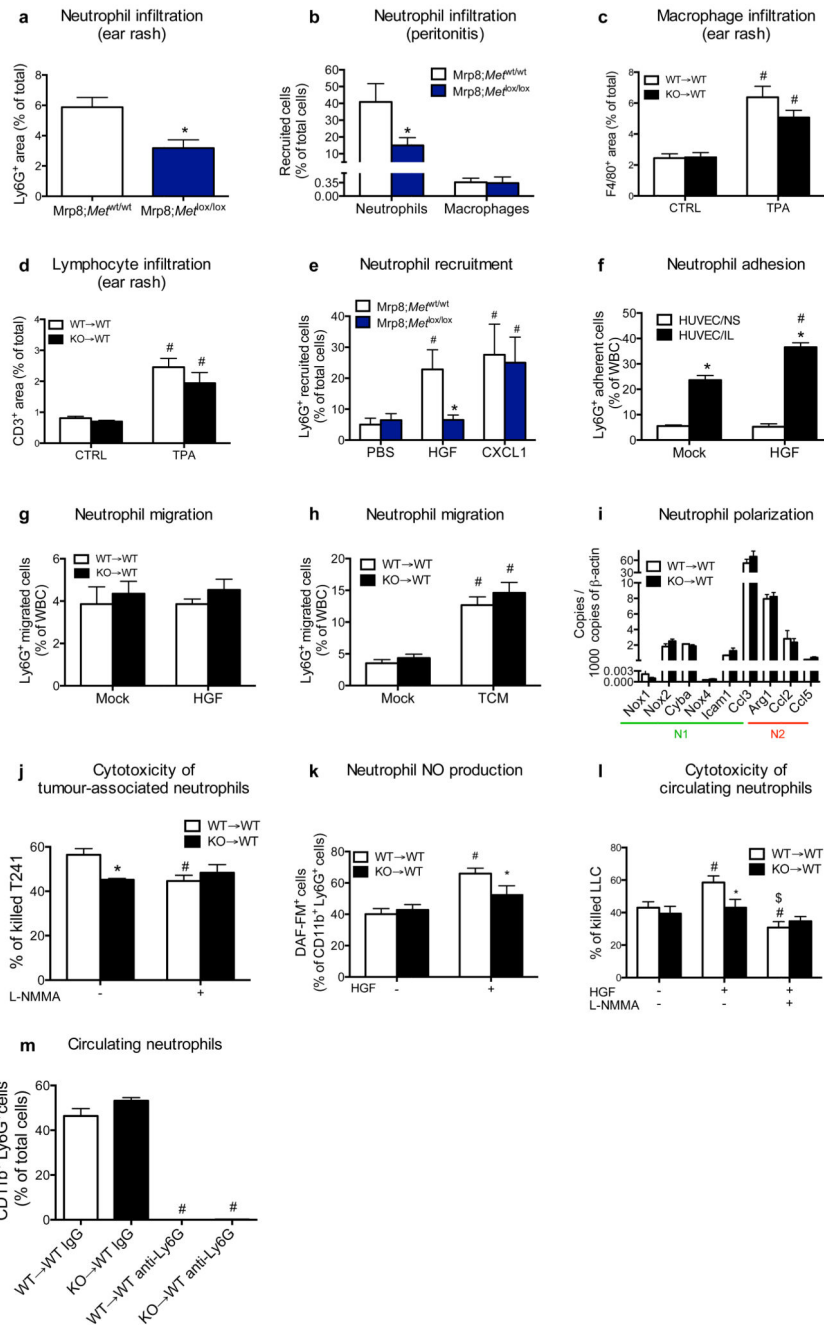 a Neutrophil infiltration
(ear rash)
Ly6G⁺ area (% of total)
8
6
4
2
0
*
Mrp8;Met^wt/wt Mrp8;Met^lox/lox
b Neutrophil infiltration
(peritonitis)
Recruited cells
(% of total cells)
60
50
40
30
20
10
0.35
0.00
Mrp8;Met^wt/wt
Mrp8;Met^lox/lox
*
Neutrophils Macrophages
c Macrophage infiltration
(ear rash)
F4/80⁺ area (% of total)
8
6
4
2
0
WT→WT
KO→WT
# #
CTRL TPA
d Lymphocyte infiltration
(ear rash)
CD3⁺ area (% of total)
4
3
2
1
0
WT→WT
KO→WT
# #
CTRL TPA
e Neutrophil recruitment
Ly6G⁺ recruited cells
(% of total cells)
40
30
20
10
0
Mrp8;Met^wt/wt
Mrp8;Met^lox/lox
# * # #
PBS HGF CXCL1
f Neutrophil adhesion
Ly6G⁺ adherent cells
(% of WBC)
50
40
30
20
10
0
HUVEC/NS
HUVEC/IL
*
#
*
Mock HGF
g Neutrophil migration
Ly6G⁺ migrated cells
(% of WBC)
6
4
2
0
WT→WT
KO→WT
Mock HGF
h Neutrophil migration
Ly6G⁺ migrated cells
(% of WBC)
20
15
10
5
0
WT→WT
KO→WT
# #
Mock TCM
i Neutrophil polarization
Copies /
1000 copies of β-actin
60
30
10
8
6
4
2
0.003
0.000
WT→WT
KO→WT
Nox1 Nox2 Cyba Nox4 Icam1 Ccl3 Arg1 Ccl2 Ccl5
N1 N2
j Cytotoxicity of
tumour-associated neutrophils
% of killed T241
60
40
20
0
WT→WT
KO→WT
* #
L-NMMA - +
k Neutrophil NO production
DAF-FM⁺ cells
(% of CD11b⁺ Ly6G⁺ cells)
80
60
40
20
0
WT→WT
KO→WT
# *
HGF - +
l Cytotoxicity of
circulating neutrophils
% of killed LLC
80
60
40
20
0
WT→WT
KO→WT
# *
$
#
HGF - + +
L-NMMA - - +
m Circulating neutrophils
CD11b⁺ Ly6G⁺ cells
(% of total cells)
60
40
20
0
# #
WT→WT IgG
KO→WT IgG
WT→WT anti-Ly6G
KO→WT anti-Ly6G